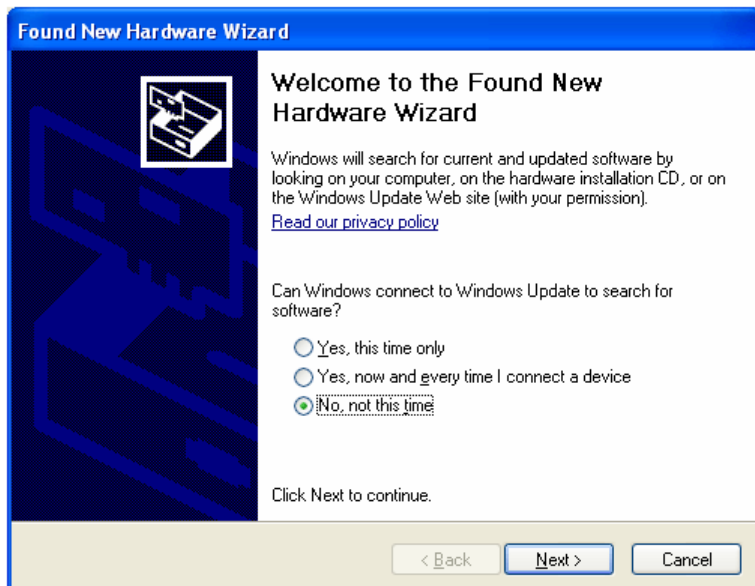 Found New Hardware Wizard
Welcome to the Found New
Hardware Wizard
Windows will search for current and updated software by
looking on your computer, on the hardware installation CD, or on
the Windows Update Web site (with your permission).
Read our privacy policy
Can Windows connect to Windows Update to search for
software?
Yes, this time only
Yes, now and every time I connect a device
No, not this time
Click Next to continue.
< Back
Next >
Cancel